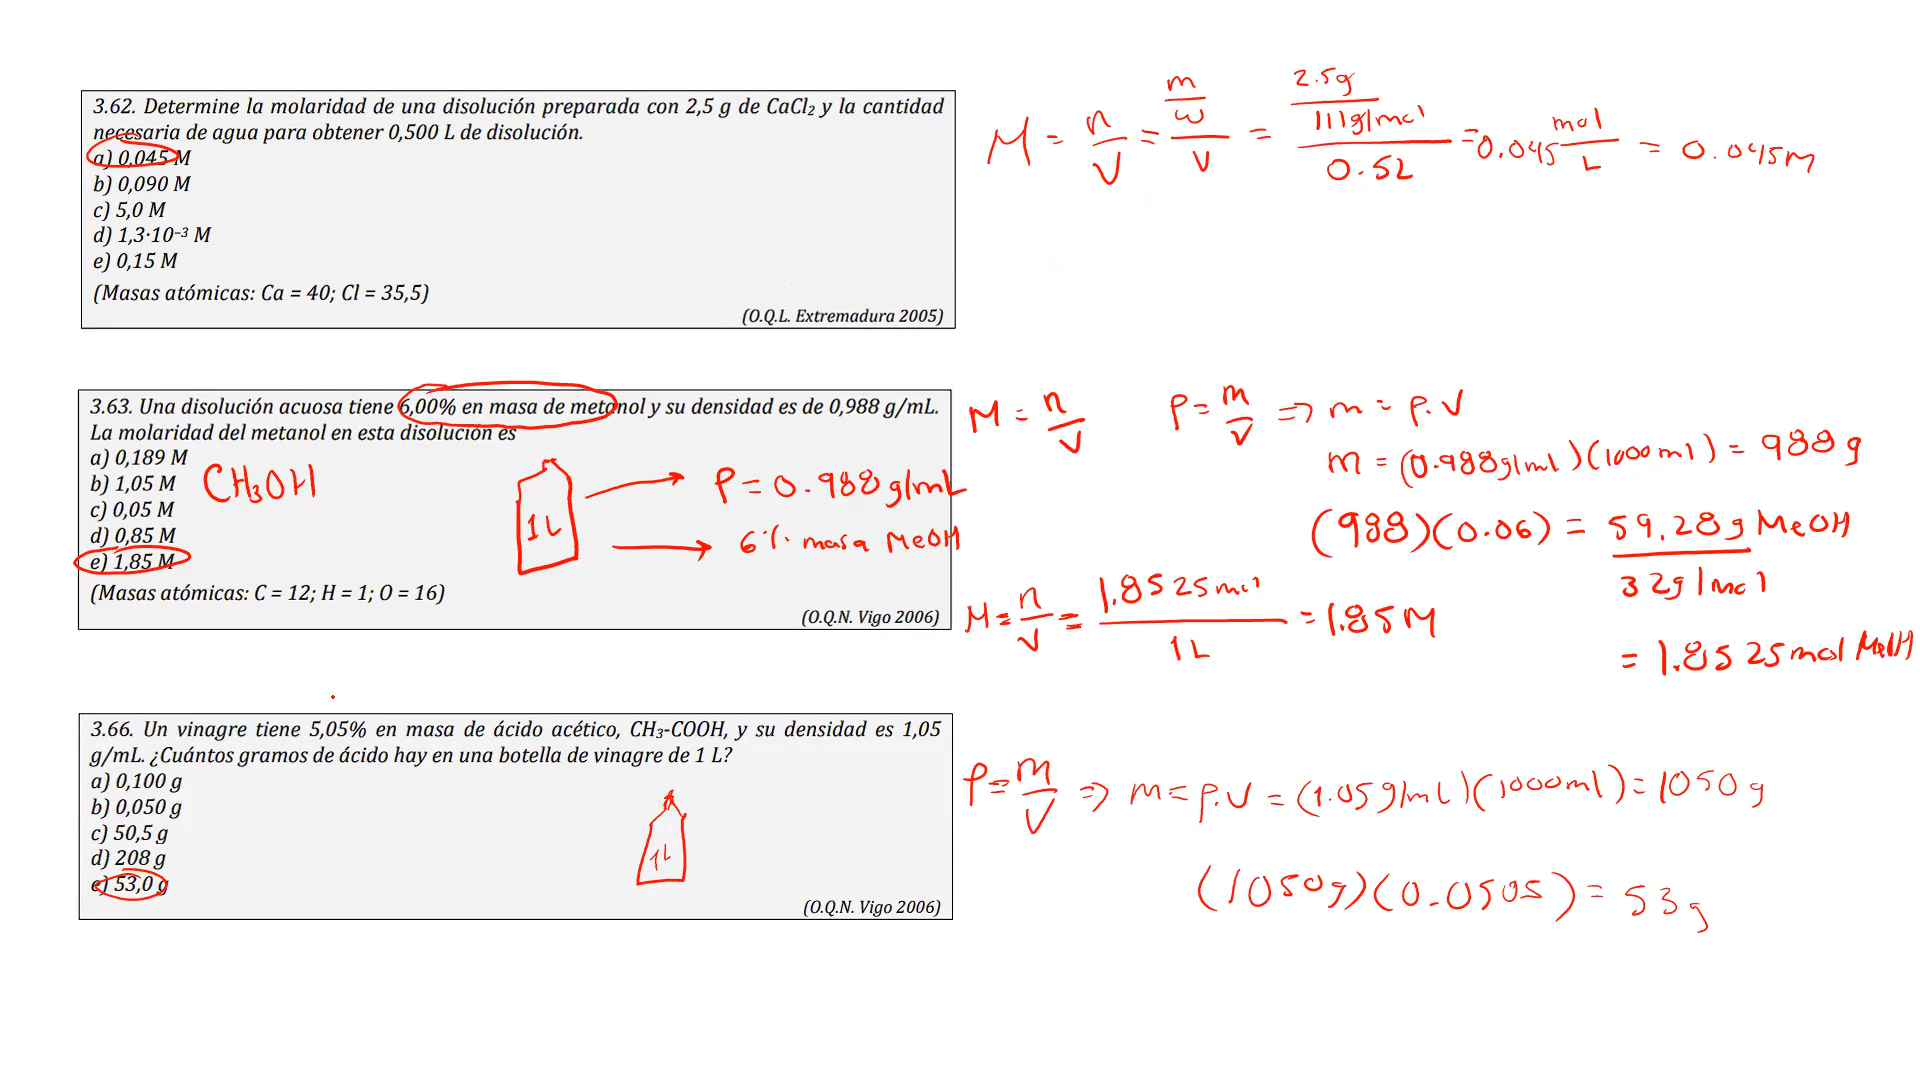 3.62. Determine la molaridad de una disolución preparada con 2,5 g de CaCl₂ y la cantidad
necesaria de agua para obtener 0,500 L de disolución.
a) 0,045 M
b) 0,090 M
c) 5,0 M
d) 1,3·10⁻³ M
e) 0,15 M
(Masas atómicas: Ca = 40; Cl = 35,5)
(O.Q.L. Extremadura 2005)
M = n/V = (m/ω)/V = (2.5g / 111g/mol)/0.5L = 0.045 mol/L = 0.045M
3.63. Una disolución acuosa tiene 6,00% en masa de metanol y su densidad es de 0,988 g/mL.
La molaridad del metanol en esta disolución es
a) 0,189 M
b) 1,05 M
c) 0,05 M
d) 0,85 M
e) 1,85 M
(Masas atómicas: C = 12; H = 1; O = 16)
(O.Q.N. Vigo 2006)
CH₃OH
1L
ρ = 0.988 g/mL
6% masa MeOH
M = n/V
ρ = m/V => m = ρ.V
m = (0.988g/ml)(1000ml) = 988g
(988)(0.06) = 59.28g MeOH
32g/mol
= 1.8525mol MeOH
M = n/V = 1.8525mol/1L = 1.85M
3.66. Un vinagre tiene 5,05% en masa de ácido acético, CH₃-COOH, y su densidad es 1,05
g/mL. ¿Cuántos gramos de ácido hay en una botella de vinagre de 1 L?
a) 0,100 g
b) 0,050 g
c) 50,5 g
d) 208 g
e) 53,0 g
(O.Q.N. Vigo 2006)
1L
ρ = m/V => m = ρ.V = (1.05g/mL)(1000ml) = 1050g
(1050g)(0.0505) = 53g